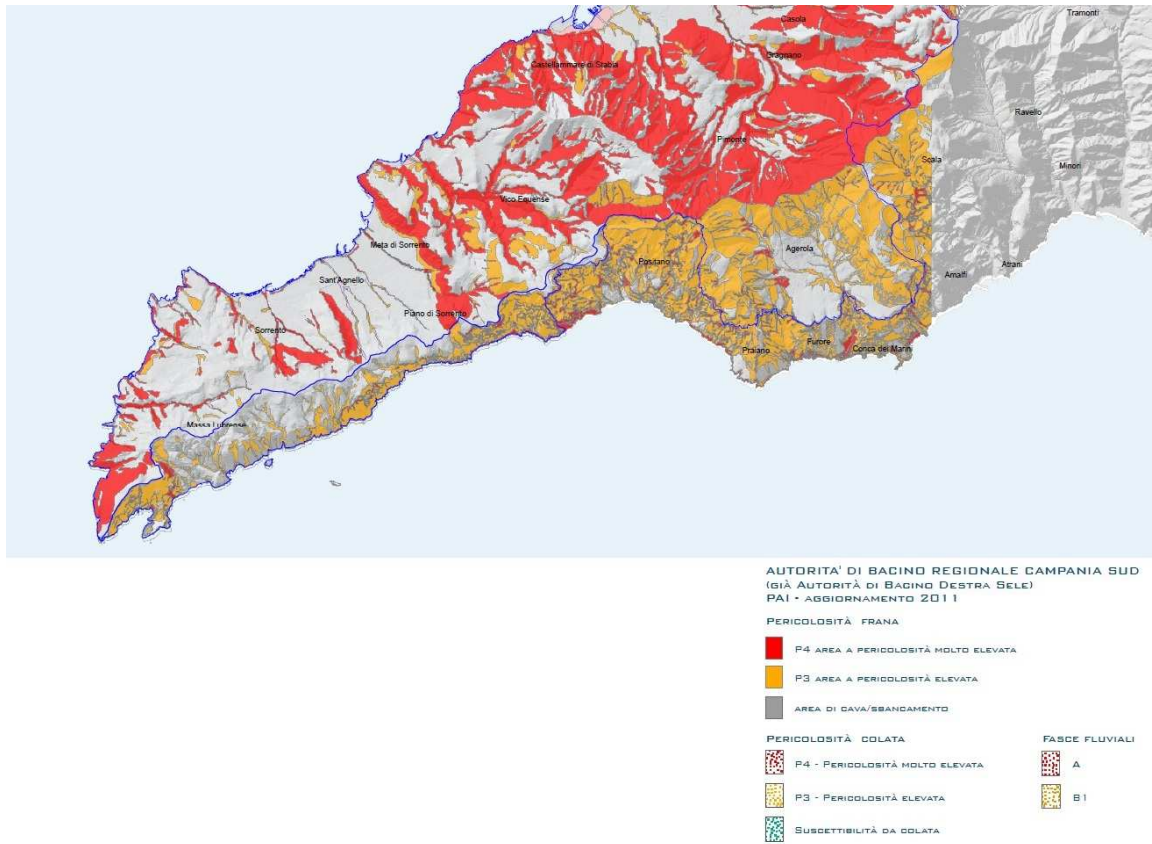 Tramonti
Casola
Gragnano
Castellammare di Stabia
Ravello
Pimonte
Scala
Minori
Vico Equense
Meta di Sorrento
Agerola
Positano
Atrani
Amalfi
Sant'Agnello
Piano di Sorrento
Sorrento
Furore
Praiano
Conca dei Marini
Massa Lubrense
AUTORITA' DI BACINO REGIONALE CAMPANIA SUD
(GIÀ AUTORITÀ DI BACINO DESTRA SELE)
PAI - AGGIORNAMENTO 2011
PERICOLOSITÀ FRANA
P4 AREA A PERICOLOSITÀ MOLTO ELEVATA
P3 AREA A PERICOLOSITÀ ELEVATA
AREA DI CAVA/SBANCAMENTO
PERICOLOSITÀ COLATA
FASCE FLUVIALI
P4 - PERICOLOSITÀ MOLTO ELEVATA
A
P3 - PERICOLOSITÀ ELEVATA
B1
SUSCETTIBILITÀ DA COLATA